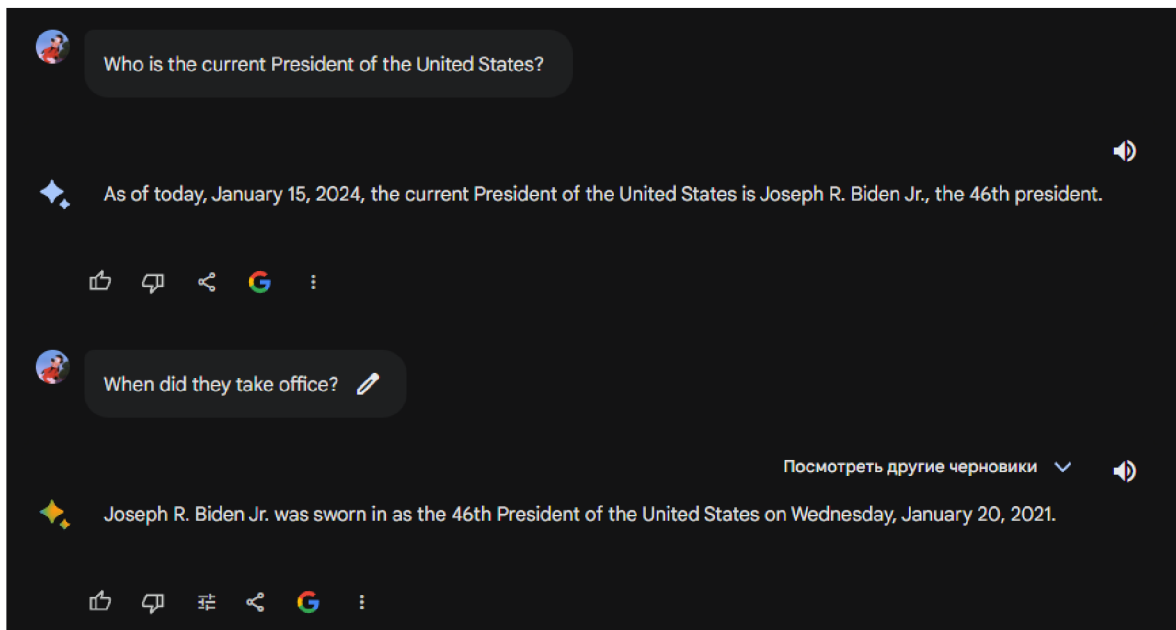 Who is the current President of the United States?
As of today, January 15, 2024, the current President of the United States is Joseph R. Biden Jr., the 46th president.
When did they take office?
Посмотреть другие черновики
Joseph R. Biden Jr. was sworn in as the 46th President of the United States on Wednesday, January 20, 2021.